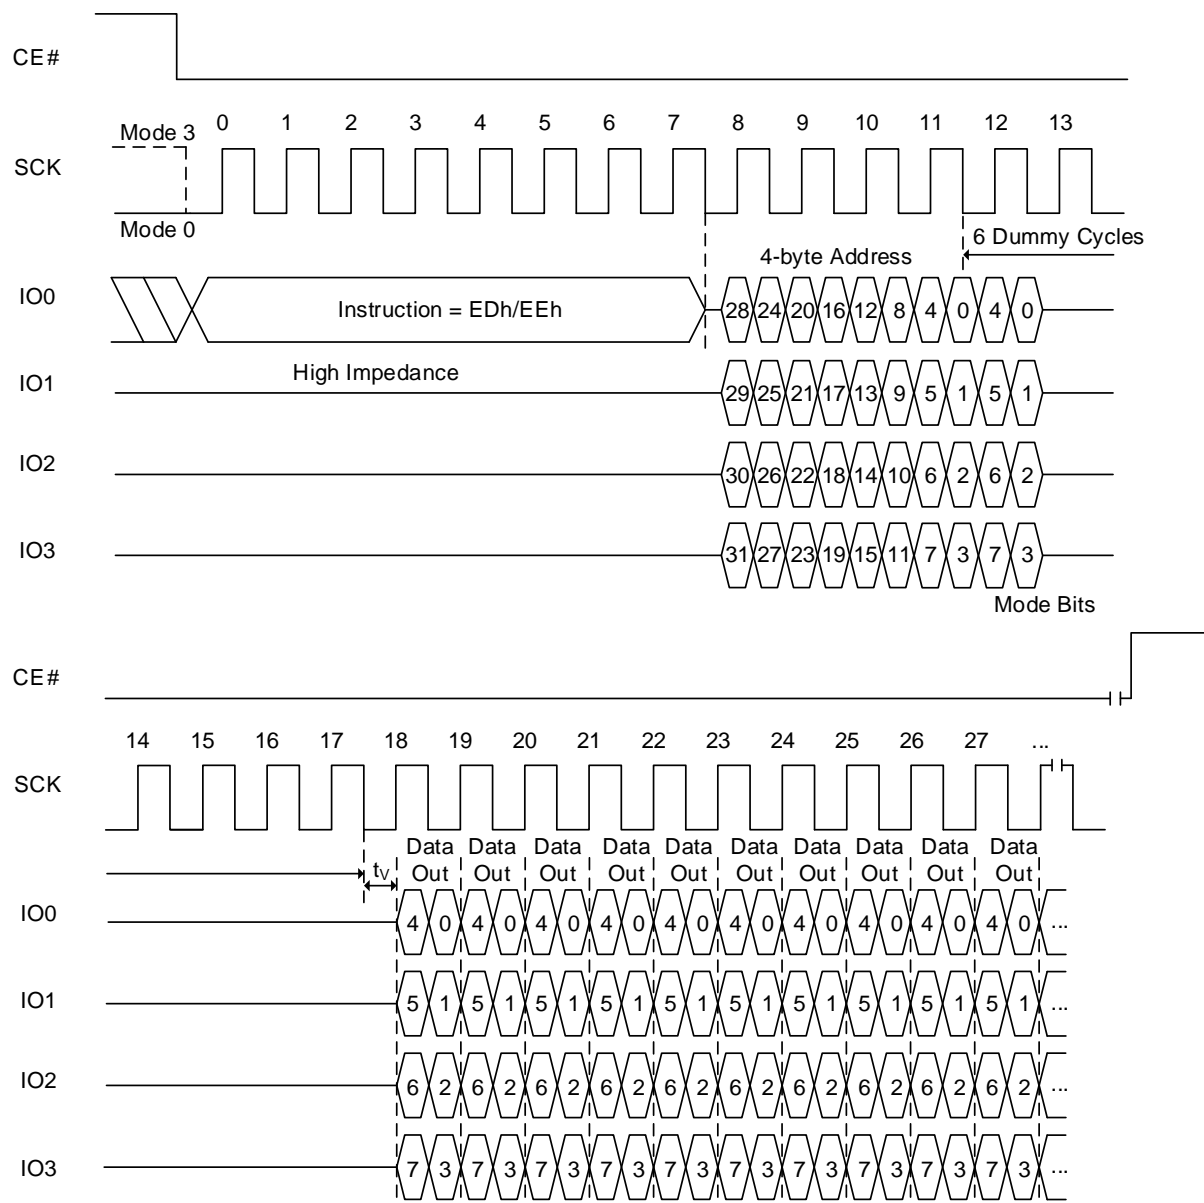 CE#
0 1 2 3 4 5 6 7 8 9 10 11 12 13
Mode 3
SCK
Mode 0
6 Dummy Cycles
4-byte Address
IO0 Instruction = EDh/EEh 28 24 20 16 12 8 4 0 4 0
High Impedance
IO1 29 25 21 17 13 9 5 1 5 1
IO2 30 26 22 18 14 10 6 2 6 2
IO3 31 27 23 19 15 11 7 3 7 3
Mode Bits
CE#
14 15 16 17 18 19 20 21 22 23 24 25 26 27 ...
SCK
Data Data Data Data Data Data Data Data Data Data
tV Out Out Out Out Out Out Out Out Out Out
IO0 4 0 4 0 4 0 4 0 4 0 4 0 4 0 4 0 4 0 4 0 ...
IO1 5 1 5 1 5 1 5 1 5 1 5 1 5 1 5 1 5 1 5 1 ...
IO2 6 2 6 2 6 2 6 2 6 2 6 2 6 2 6 2 6 2 6 2 ...
IO3 7 3 7 3 7 3 7 3 7 3 7 3 7 3 7 3 7 3 7 3 ...